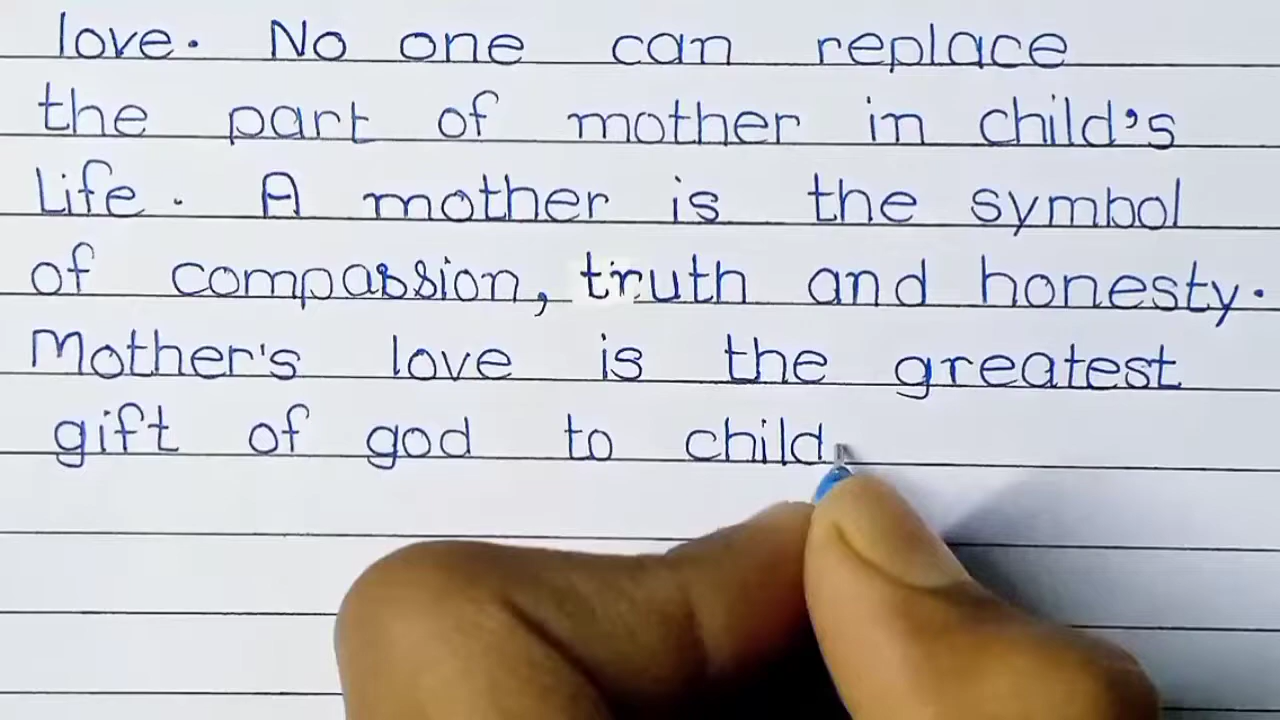 love. No one can replace
the part of mother in child's
Life. A mother is the symbol
of compassion, truth and honesty.
Mother's love is the greatest
gift of god to child